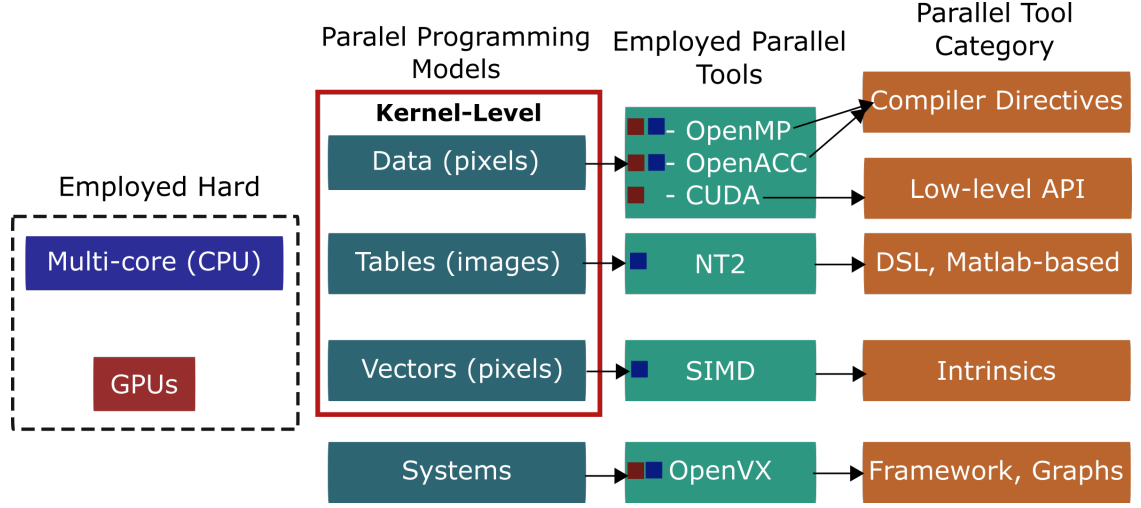 Employed Hard
Multi-core (CPU)
GPUs
Paralel Programming
Models
Kernel-Level
Data (pixels)
Tables (images)
Vectors (pixels)
Systems
Employed Parallel
Tools
- OpenMP
- OpenACC
- CUDA
NT2
SIMD
OpenVX
Parallel Tool
Category
Compiler Directives
Low-level API
DSL, Matlab-based
Intrinsics
Framework, Graphs